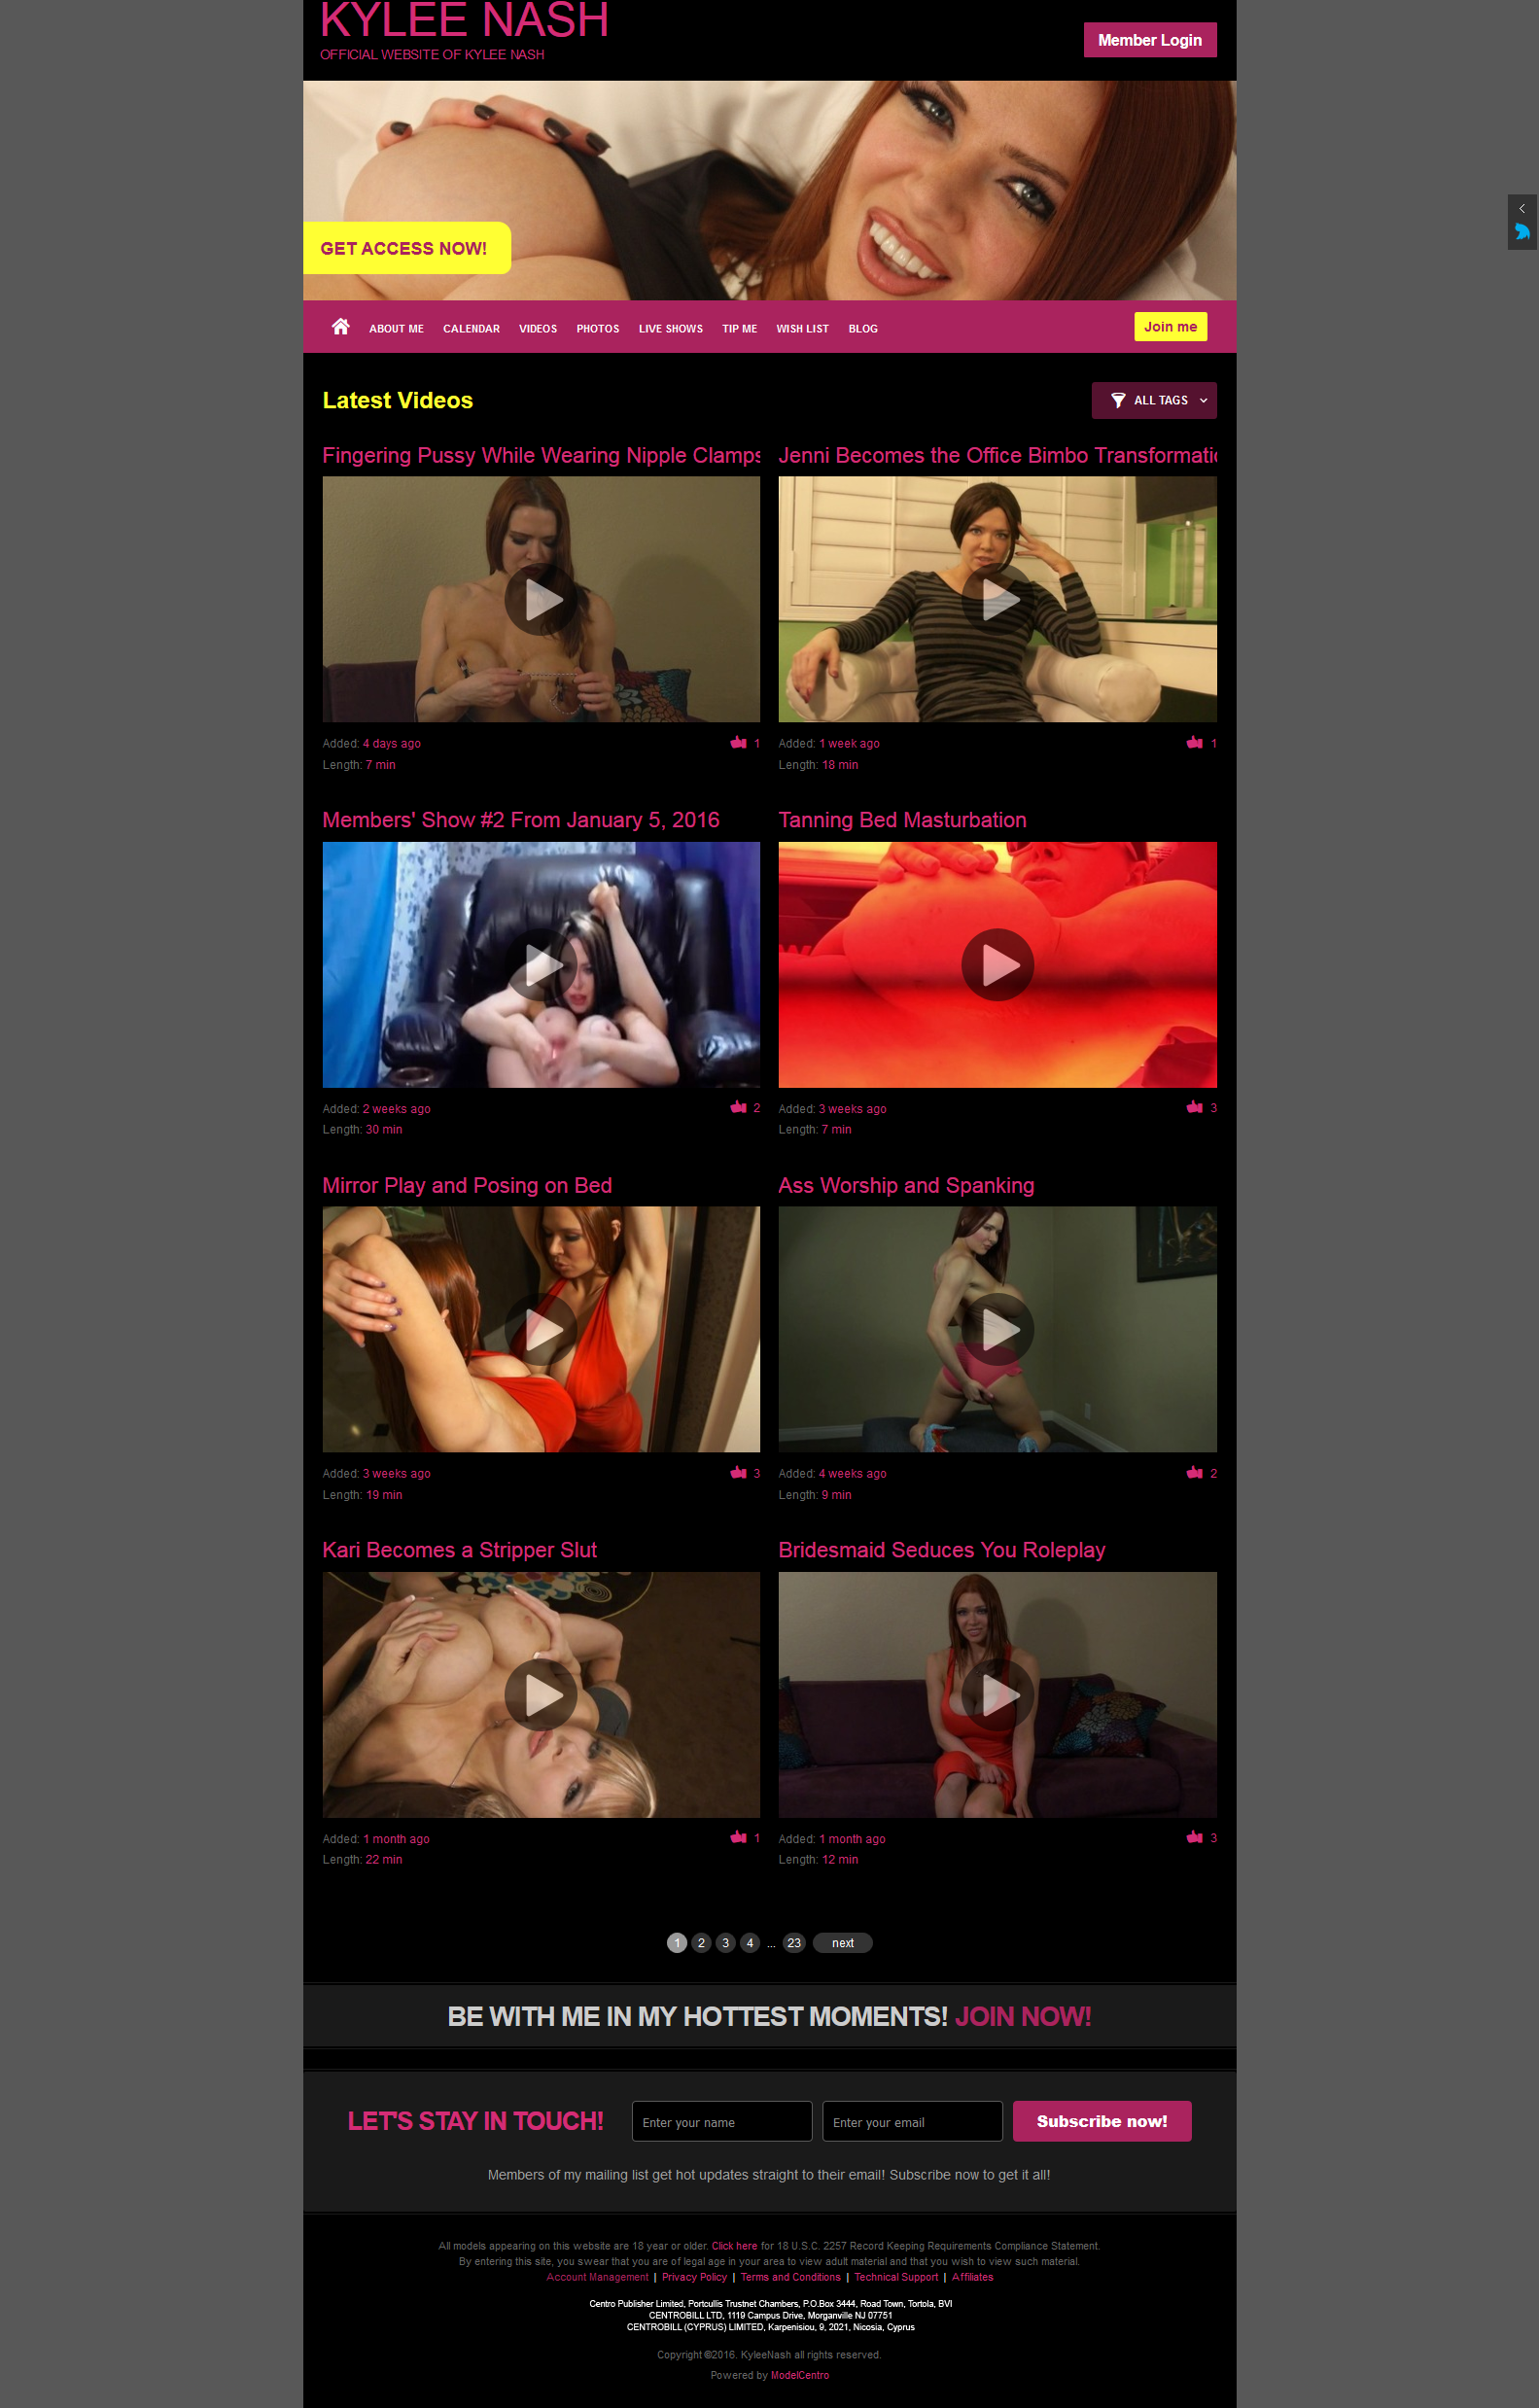 KYLEE NASH
OFFICIAL WEBSITE OF KYLEE NASH
Member Login
GET ACCESS NOW!
ABOUT ME CALENDAR VIDEOS PHOTOS LIVE SHOWS TIP ME WISH LIST BLOG
Join me
Latest Videos
ALL TAGS
Fingering Pussy While Wearing Nipple Clamps
Jenni Becomes the Office Bimbo Transformatio
Added: 4 days ago 1
Length: 7 min
Added: 1 week ago 1
Length: 18 min
Members' Show #2 From January 5, 2016
Tanning Bed Masturbation
Added: 2 weeks ago 2
Length: 30 min
Added: 3 weeks ago 3
Length: 7 min
Mirror Play and Posing on Bed
Ass Worship and Spanking
Added: 3 weeks ago 3
Length: 19 min
Added: 4 weeks ago 2
Length: 9 min
Kari Becomes a Stripper Slut
Bridesmaid Seduces You Roleplay
Added: 1 month ago 1
Length: 22 min
Added: 1 month ago 3
Length: 12 min
1 2 3 4 ... 23 next
BE WITH ME IN MY HOTTEST MOMENTS! JOIN NOW!
LET'S STAY IN TOUCH!
Enter your name
Enter your email
Subscribe now!
Members of my mailing list get hot updates straight to their email! Subscribe now to get it all!
All models appearing on this website are 18 year or older. Click here for 18 U.S.C. 2257 Record Keeping Requirements Compliance Statement.
By entering this site, you swear that you are of legal age in your area to view adult material and that you wish to view such material.
Account Management | Privacy Policy | Terms and Conditions | Technical Support | Affiliates
Centro Publisher Limited, Portcullis Trustnet Chambers, P.O.Box 3444, Road Town, Tortola, BVI
CENTROBILL LTD, 1119 Campus Drive, Morganville NJ 07751
CENTROBILL (CYPRUS) LIMITED, Karpenisiou, 9, 2021, Nicosia, Cyprus
Copyright ©2016. KyleeNash all rights reserved.
Powered by ModelCentro